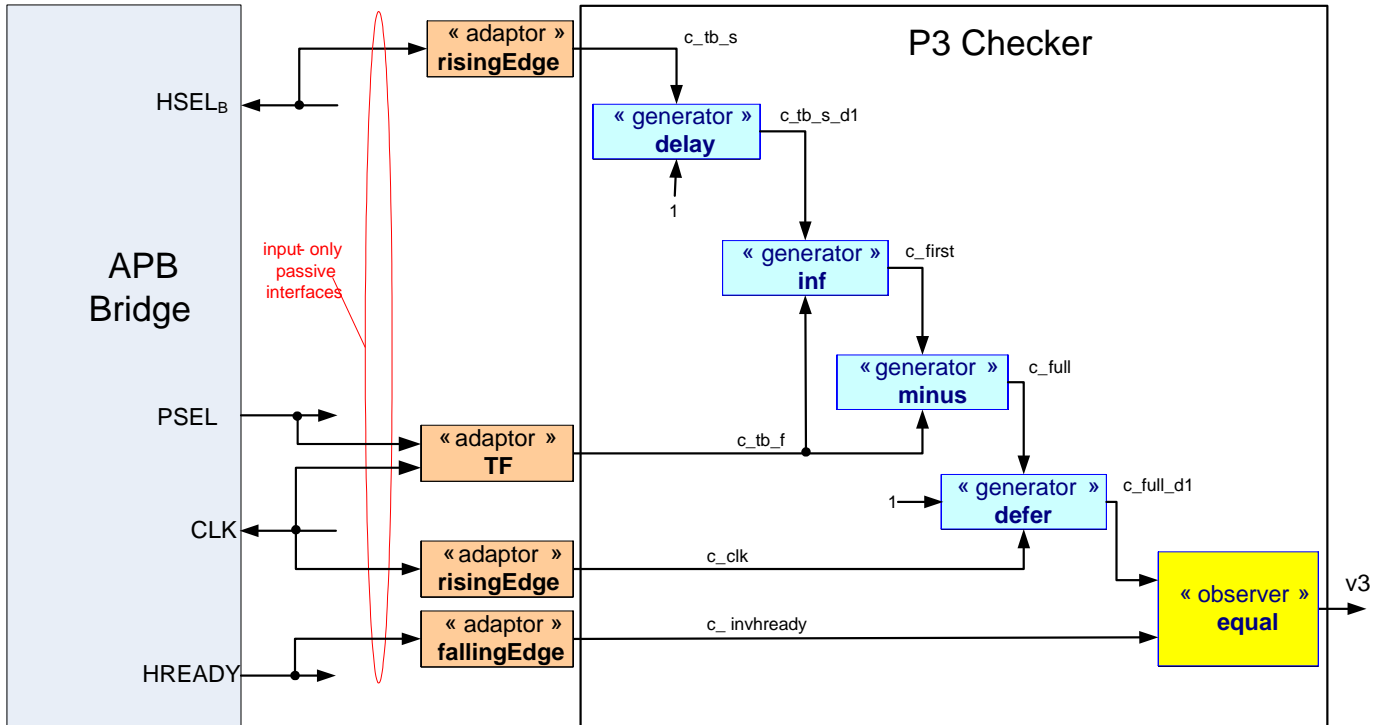 « adaptor »
risingEdge
c_tb_s
P3 Checker
HSELB
« generator »
delay
c_tb_s_d1
1
input- only
passive
interfaces
APB
Bridge
« generator »
inf
c_first
« generator »
minus
c_full
PSEL
« adaptor »
TF
c_tb_f
1
« generator »
defer
c_full_d1
CLK
« adaptor »
risingEdge
c_clk
« observer »
equal
v3
« adaptor »
fallingEdge
c_ invhready
HREADY